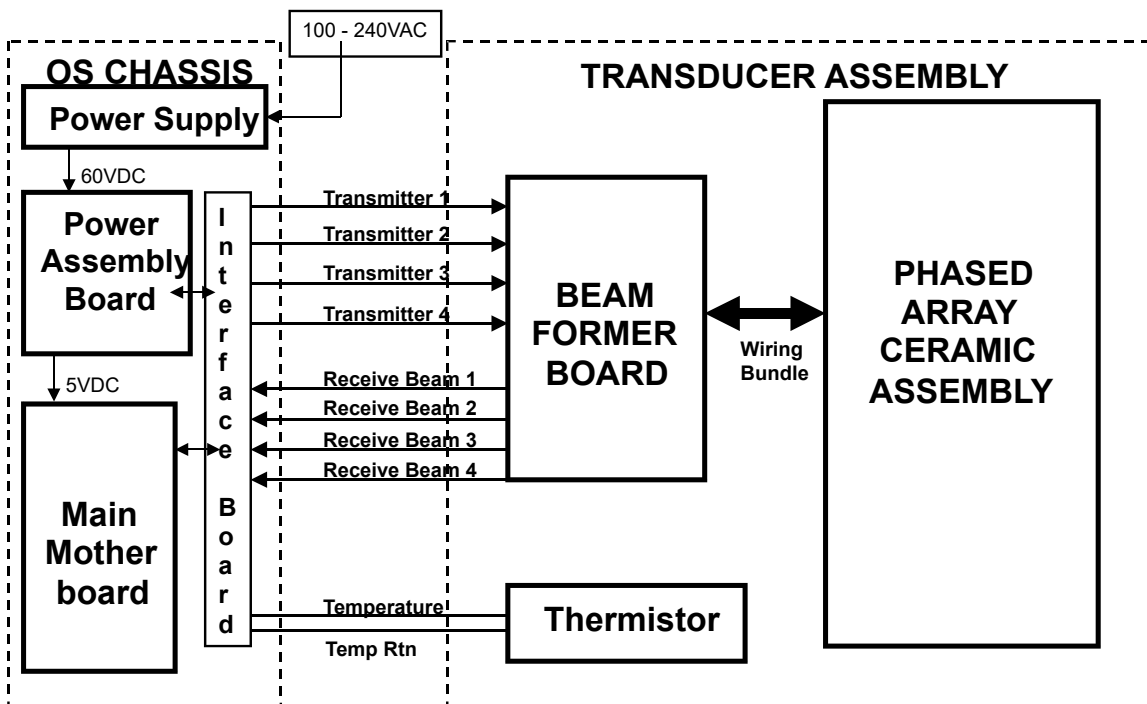 100 - 240VAC
OS CHASSIS
TRANSDUCER ASSEMBLY
Power Supply
60VDC
Power
Assembly
Board
Interface Board
Transmitter 1
Transmitter 2
Transmitter 3
Transmitter 4
BEAM
FORMER
BOARD
PHASED
ARRAY
CERAMIC
ASSEMBLY
Wiring
Bundle
5VDC
Receive Beam 1
Receive Beam 2
Receive Beam 3
Receive Beam 4
Main
Mother
board
Temperature
Temp Rtn
Thermistor